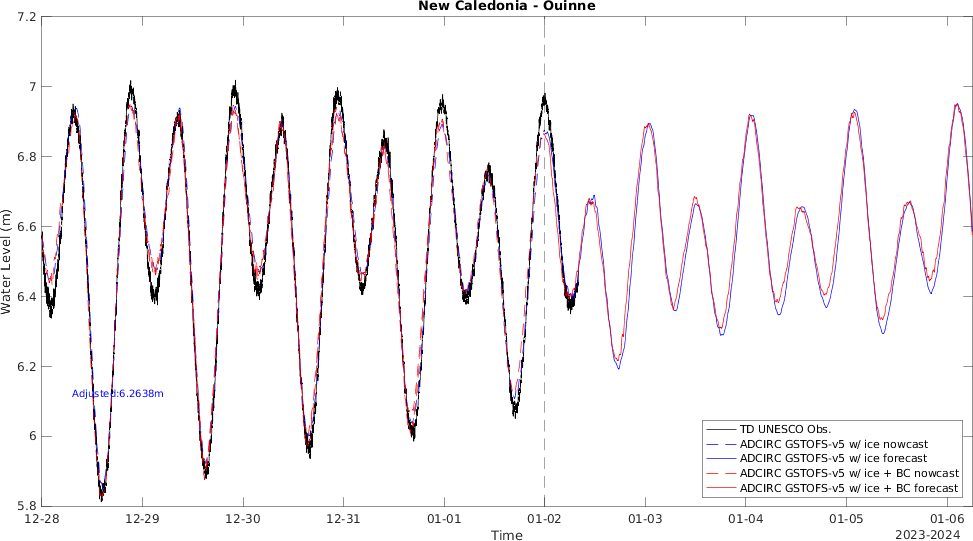 New Caledonia - Ouinne
7.2
7
6.8
6.6
6.4
6.2
6
5.8
Water Level (m)
Adjusted:6.2638m
TD UNESCO Obs.
ADCIRC GSTOFS-v5 w/ ice nowcast
ADCIRC GSTOFS-v5 w/ ice forecast
ADCIRC GSTOFS-v5 w/ ice + BC nowcast
ADCIRC GSTOFS-v5 w/ ice + BC forecast
12-28 12-29 12-30 12-31 01-01 01-02 01-03 01-04 01-05 01-06
Time
2023-2024